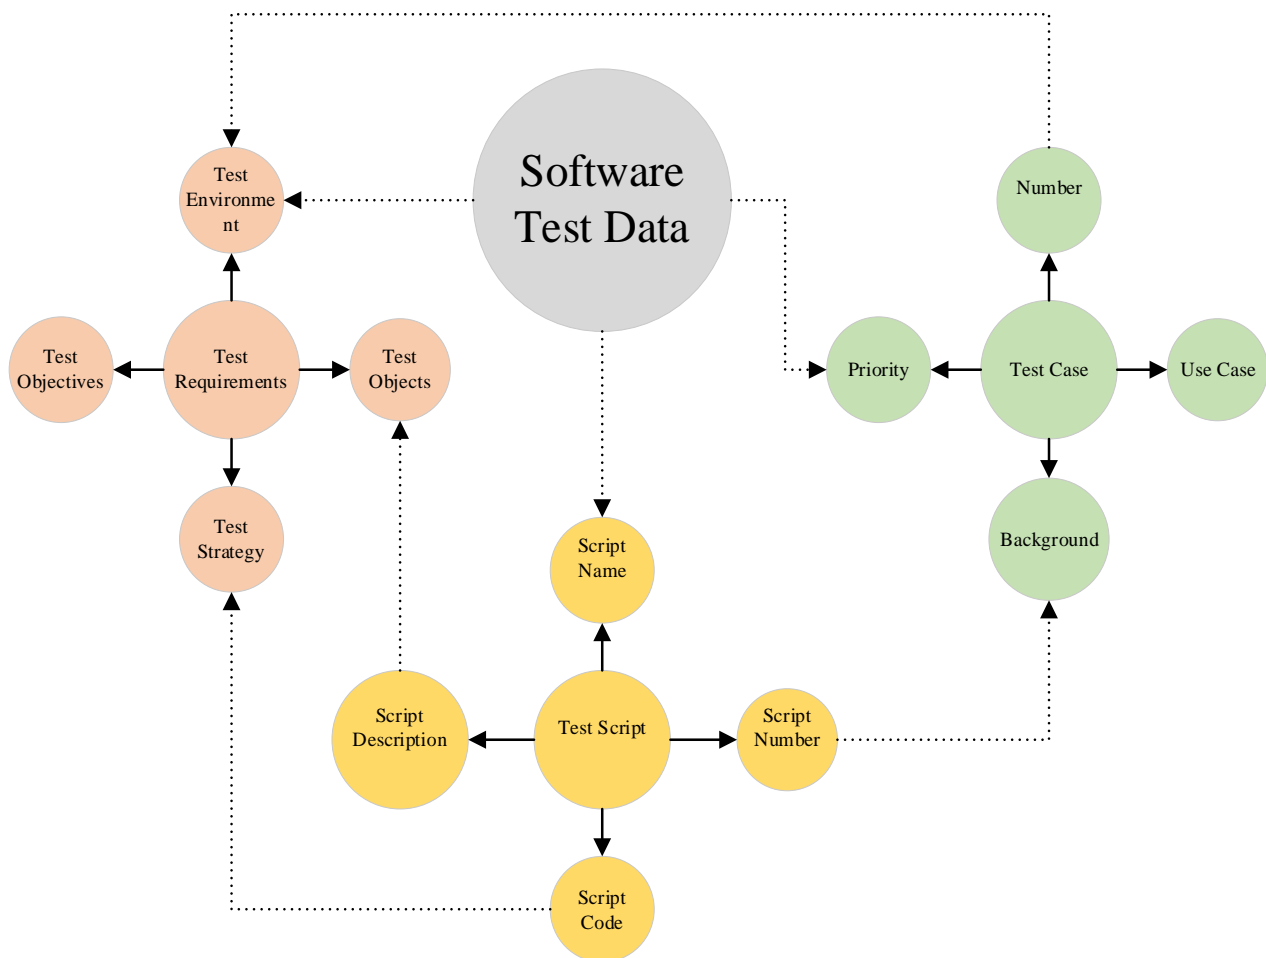 Software
Test Data
Test
Environme
nt
Number
Test
Objectives
Test
Requirements
Test
Objects
Priority
Test Case
Use Case
Test
Strategy
Background
Script
Name
Script
Description
Test Script
Script
Number
Script
Code